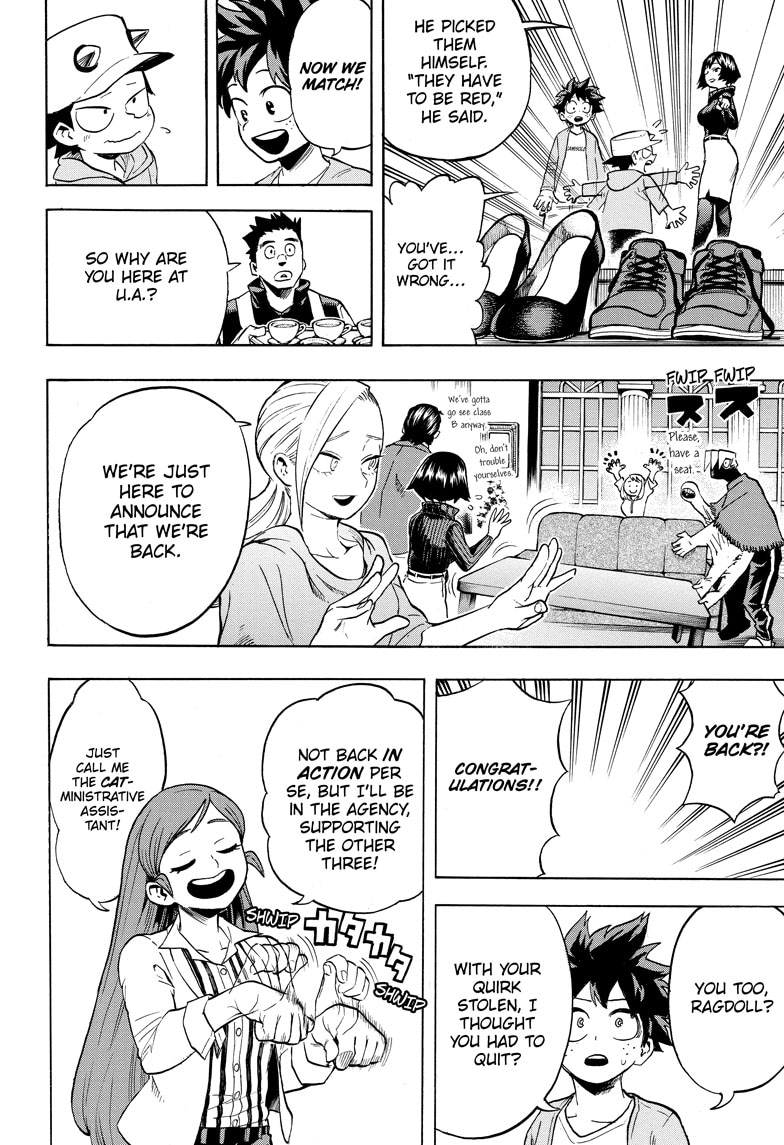 HE PICKED
THEM
HIMSELF.
"THEY HAVE
TO BE RED,"
HE SAID.
YOU'VE...
GOT IT
WRONG...
NOW WE
MATCH!
SO WHY ARE
YOU HERE AT
U.A.?
FWIP FWIP
スス
Please,
have a
seat...
We've gotta
go see class
B anyway.
Oh, don't
trouble
yourselves.
WE'RE JUST
HERE TO
ANNOUNCE
THAT WE'RE
BACK.
YOU'RE
BACK?!
CONGRAT-
ULATIONS!!
YOU TOO,
RAGDOLL?
WITH YOUR
QUIRK
STOLEN, I
THOUGHT
YOU HAD TO
QUIT?
NOT BACK IN
ACTION PER
SE, BUT I'LL BE
IN THE AGENCY,
SUPPORTING
THE OTHER
THREE!
JUST
CALL ME
THE CAT-
MINISTRATIVE
ASSIS-
TANT!
SHWIP
カタカタ
SHWIP